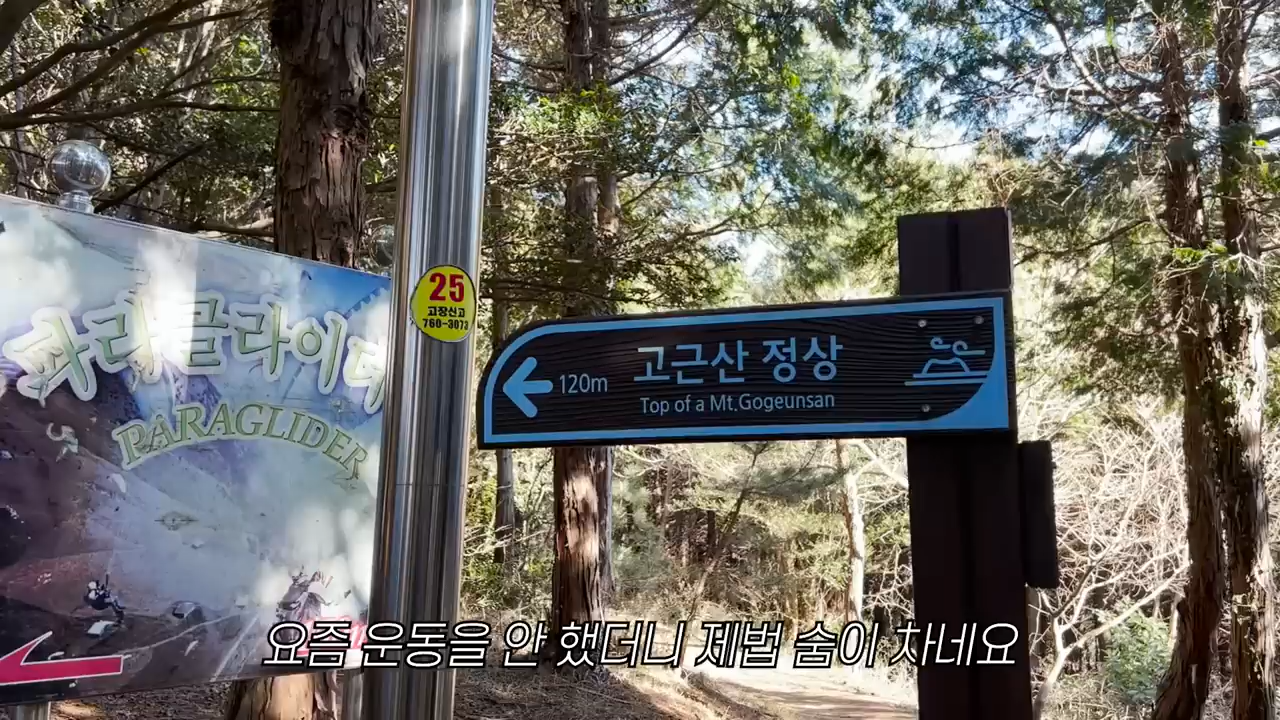 파라글라이더
PARAGLIDER
25
고장신고
760-3073
120m
고근산 정상
Top of a Mt.Gogeunsan
요즘 운동을 안 했더니 제법 숨이 차네요